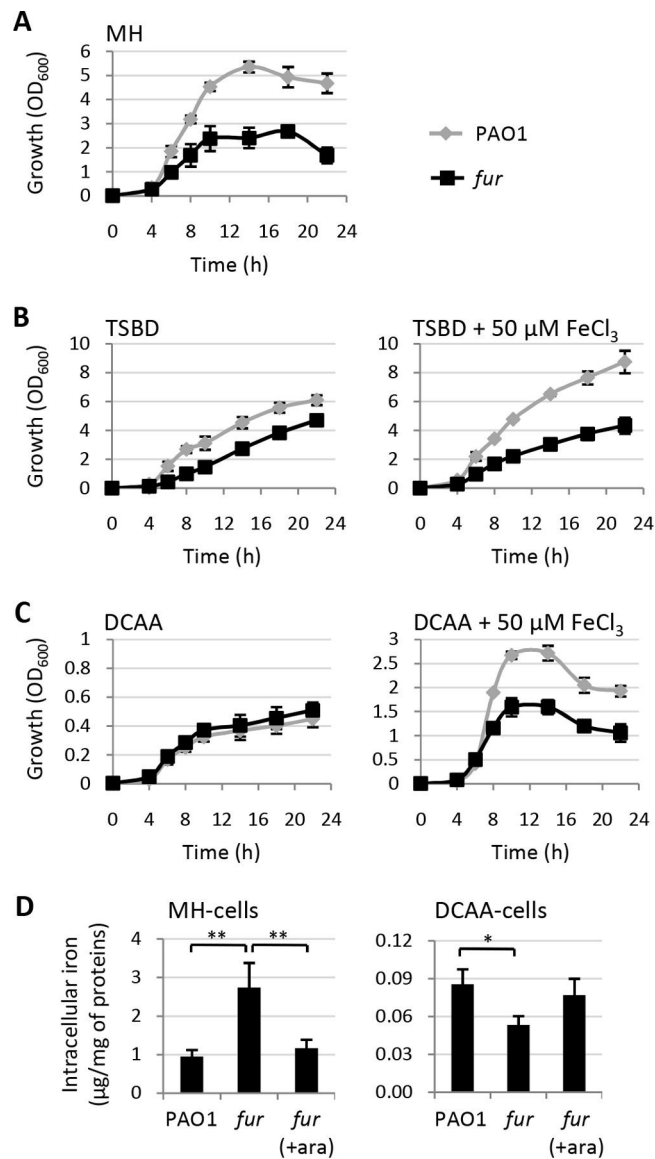 A
MH
Growth (OD600)
6
5
4
3
2
1
0
0 4 8 12 16 20 24
Time (h)
PAO1
fur
B
TSBD
Growth (OD600)
10
8
6
4
2
0
0 4 8 12 16 20 24
Time (h)
TSBD + 50 µM FeCl3
10
8
6
4
2
0
0 4 8 12 16 20 24
Time (h)
C
DCAA
Growth (OD600)
1
0.8
0.6
0.4
0.2
0
0 4 8 12 16 20 24
Time (h)
DCAA + 50 µM FeCl3
3
2.5
2
1.5
1
0.5
0
0 4 8 12 16 20 24
Time (h)
D
MH-cells
Intracellular iron
(µg/mg of proteins)
4
3
2
1
0
** **
PAO1 fur fur
(+ara)
DCAA-cells
0.12
0.09
0.06
0.03
0.00
*
PAO1 fur fur
(+ara)